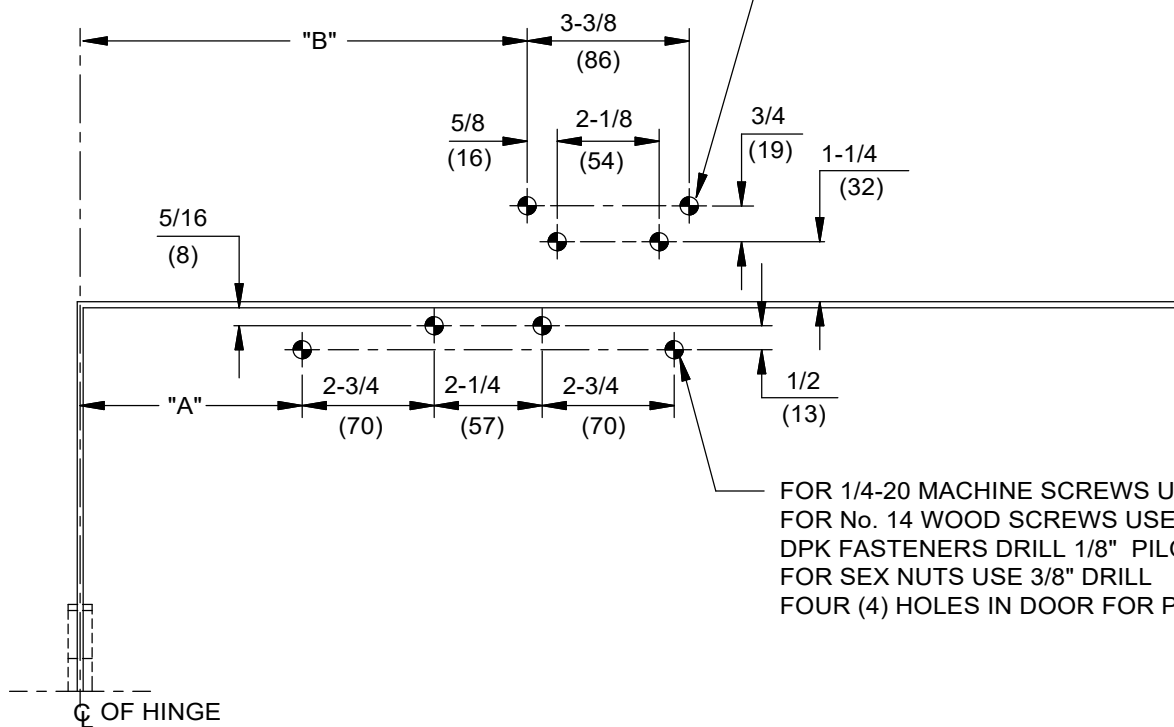 "B"
3-3/8
(86)
5/8
(16)
2-1/8
(54)
3/4
(19)
1-1/4
(32)
5/16
(8)
"A"
2-3/4
(70)
2-1/4
(57)
2-3/4
(70)
1/2
(13)
FOR 1/4-20 MACHINE SCREWS
FOR No. 14 WOOD SCREWS USE
DPK FASTENERS DRILL 1/8"
FOR SEX NUTS USE 3/8" DRILL
FOUR (4) HOLES IN DOOR FOR
℄ OF HINGE